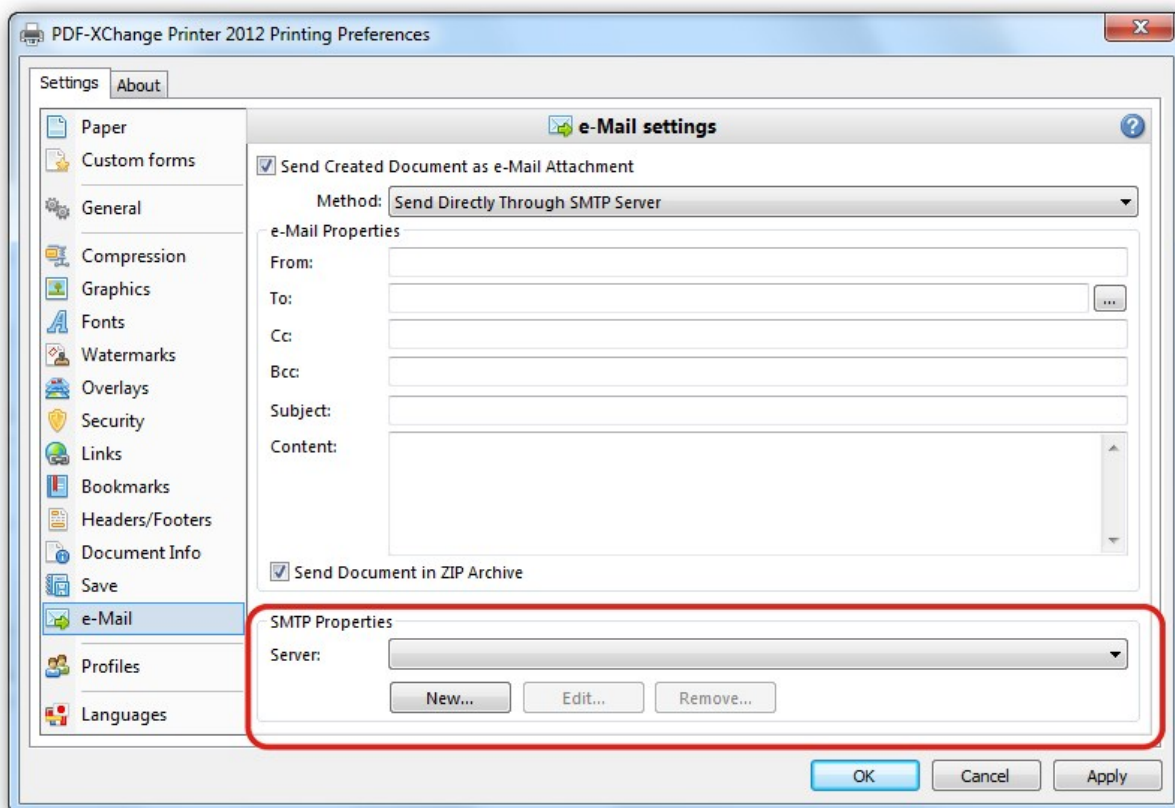 PDF-XChange Printer 2012 Printing Preferences
Settings
About
Paper
Custom forms
General
Compression
Graphics
Fonts
Watermarks
Overlays
Security
Links
Bookmarks
Headers/Footers
Document Info
Save
e-Mail
Profiles
Languages
e-Mail settings
Send Created Document as e-Mail Attachment
Method: Send Directly Through SMTP Server
e-Mail Properties
From:
To:
...
Cc:
Bcc:
Subject:
Content:
Send Document in ZIP Archive
SMTP Properties
Server:
New... Edit... Remove...
OK Cancel Apply